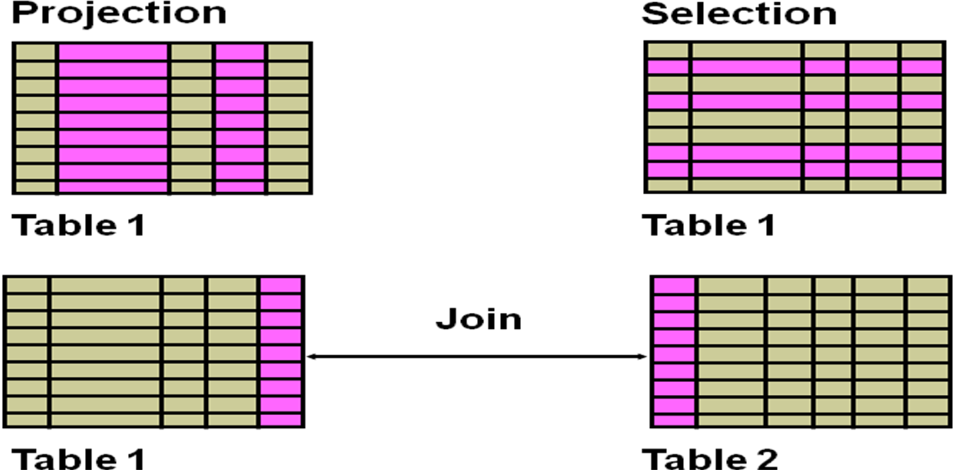 Projection
Selection
Table 1
Table 1
Join
Table 1
Table 2